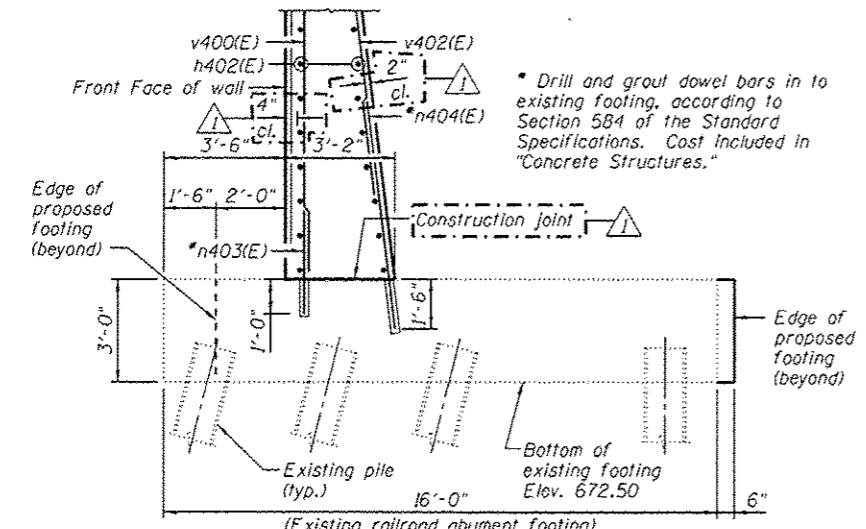 v400(E)
v402(E)
h402(E)
2"
cl.
1
Front Face of wall
4"
cl.
1
*n404(E)
* Drill and grout dowel bars in to
existing footing, according to
Section 584 of the Standard
Specifications. Cost Included in
"Concrete Structures."
3'-6"
3'-2"
Edge of
proposed
footing
(beyond)
1'-6"
2'-0"
Construction joint
1
*n403(E)
3'-0"
1'-0"
1'-6"
Edge of
proposed
footing
(beyond)
Existing pile
(typ.)
Bottom of
existing footing
Elev. 672.50
16'-0"
6"
(Existing railroad abument footing)